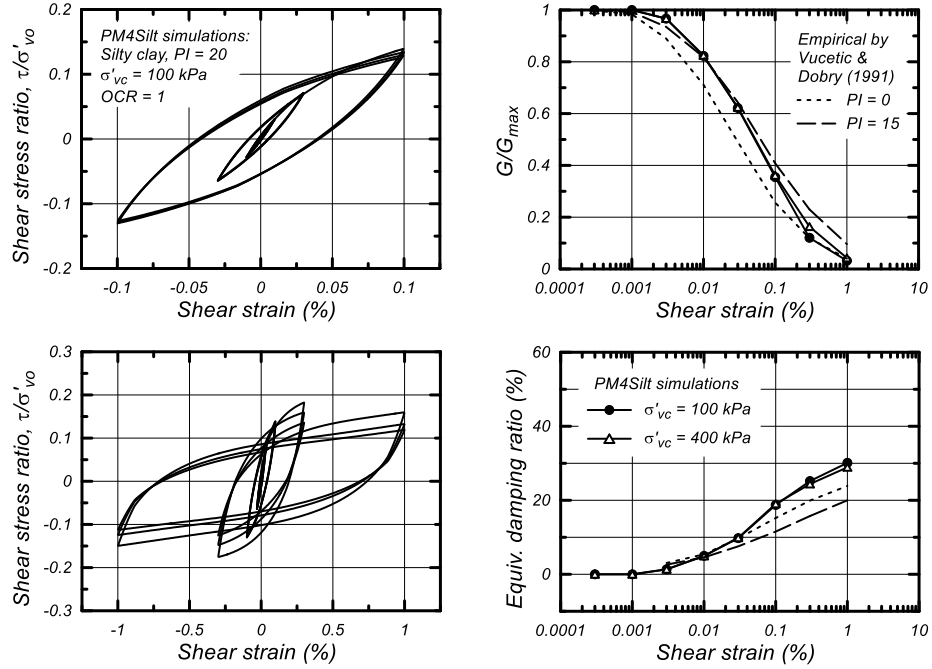 PM4Silt simulations:
Silty clay, PI = 20
σ'vc = 100 kPa
OCR = 1
0.2
0.1
0
-0.1
-0.2
-0.1
-0.05
0
0.05
0.1
Shear strain (%)
Shear stress ratio, τ/σ'vo
Empirical by
Vucetic &
Dobry (1991)
PI = 0
PI = 15
1
0.8
0.6
0.4
0.2
0
0.0001
0.001
0.01
0.1
1
10
Shear strain (%)
G/Gmax
0.3
0.2
0.1
0
-0.1
-0.2
-0.3
-1
-0.5
0
0.5
1
Shear strain (%)
Shear stress ratio, τ/σ'vo
PM4Silt simulations
σ'vc = 100 kPa
σ'vc = 400 kPa
60
40
20
0
0.0001
0.001
0.01
0.1
1
10
Shear strain (%)
Equiv. damping ratio (%)